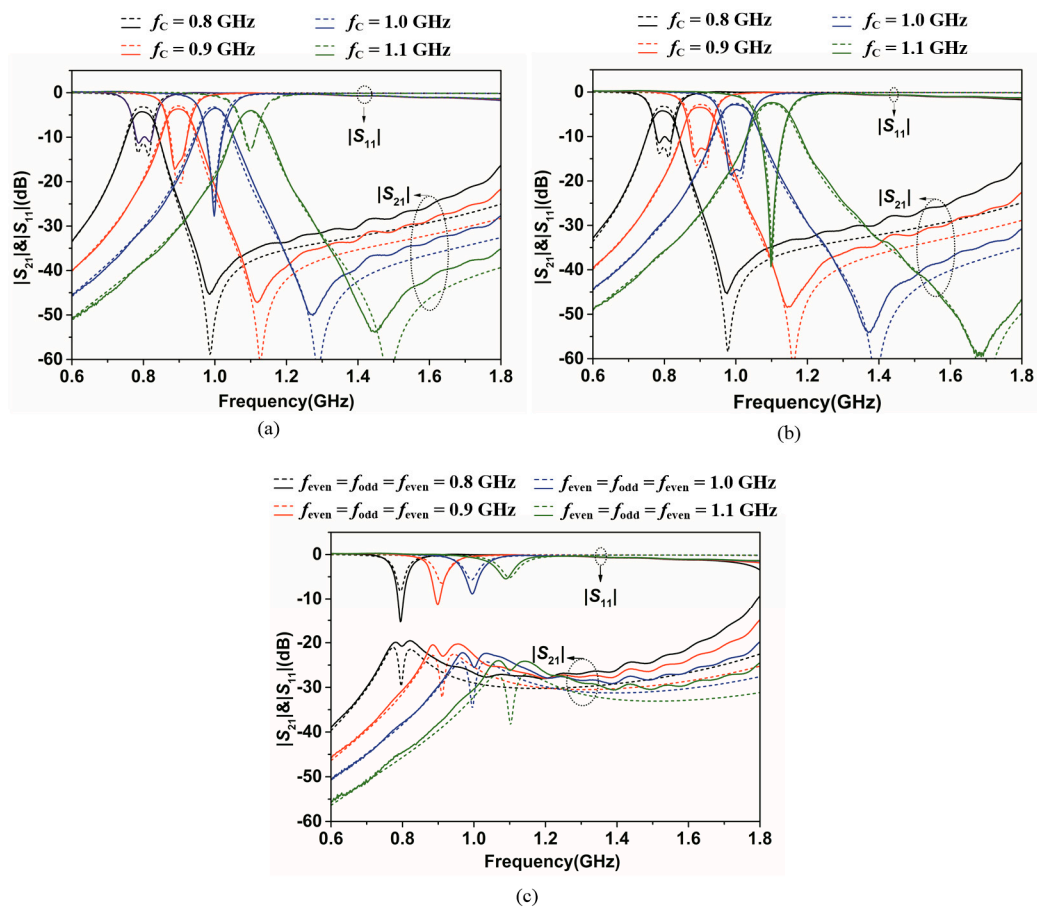 f_C = 0.8 GHz f_C = 1.0 GHz
f_C = 0.9 GHz f_C = 1.1 GHz
|S21|&|S11|(dB)
0
-10
-20
-30
-40
-50
-60
|S11|
|S21|
0.6 0.8 1.0 1.2 1.4 1.6 1.8
Frequency(GHz)
(a)
f_C = 0.8 GHz f_C = 1.0 GHz
f_C = 0.9 GHz f_C = 1.1 GHz
|S21|&|S11|(dB)
0
-10
-20
-30
-40
-50
-60
|S11|
|S21|
0.6 0.8 1.0 1.2 1.4 1.6 1.8
Frequency(GHz)
(b)
f_even = f_odd = f_even = 0.8 GHz f_even = f_odd = f_even = 1.0 GHz
f_even = f_odd = f_even = 0.9 GHz f_even = f_odd = f_even = 1.1 GHz
|S21|&|S11|(dB)
0
-10
-20
-30
-40
-50
-60
|S11|
|S21|
0.6 0.8 1.0 1.2 1.4 1.6 1.8
Frequency(GHz)
(c)